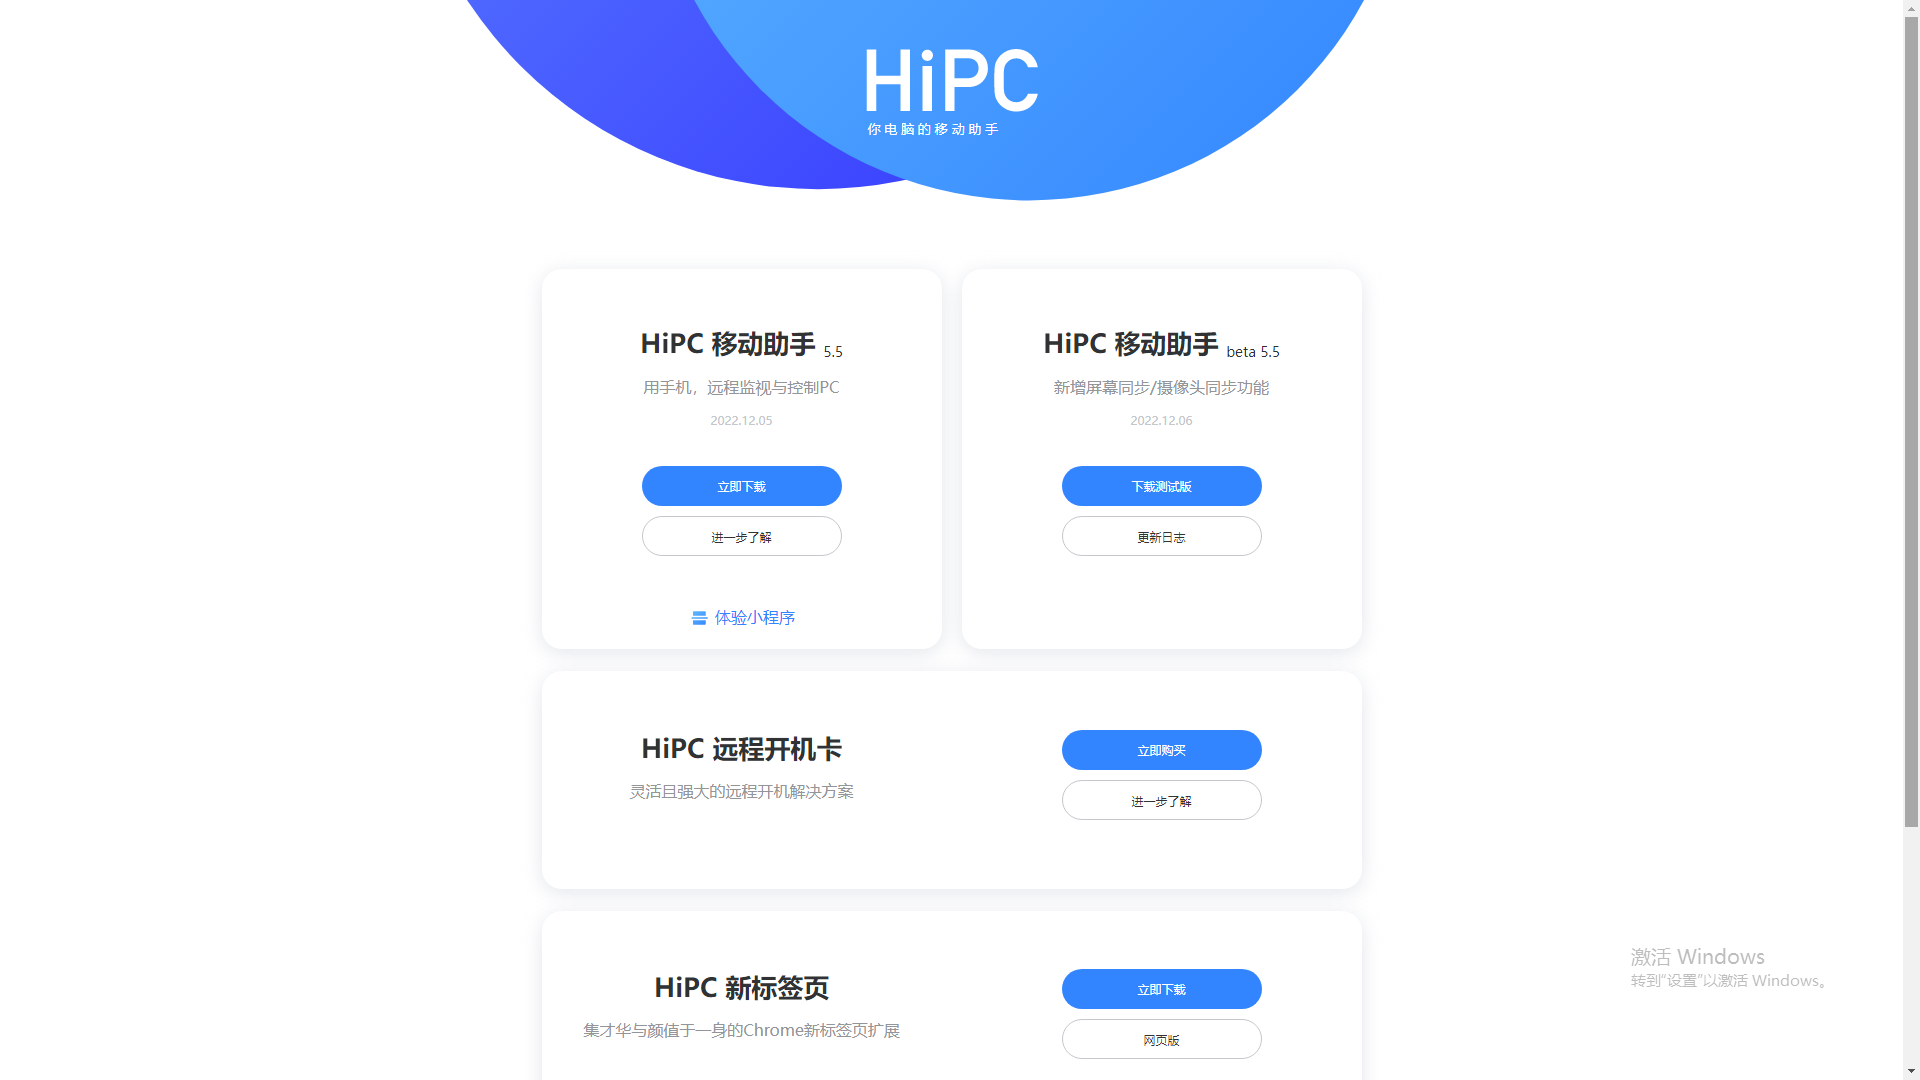 HiPC
你电脑的移动助手
HiPC 移动助手 5.5
用手机，远程监视与控制PC
2022.12.05
立即下载
进一步了解
体验小程序
HiPC 移动助手 beta 5.5
新增屏幕同步/摄像头同步功能
2022.12.06
下载测试版
更新日志
HiPC 远程开机卡
灵活且强大的远程开机解决方案
立即购买
进一步了解
HiPC 新标签页
集才华与颜值于一身的Chrome新标签页扩展
立即下载
网页版
激活 Windows
转到“设置”以激活 Windows。